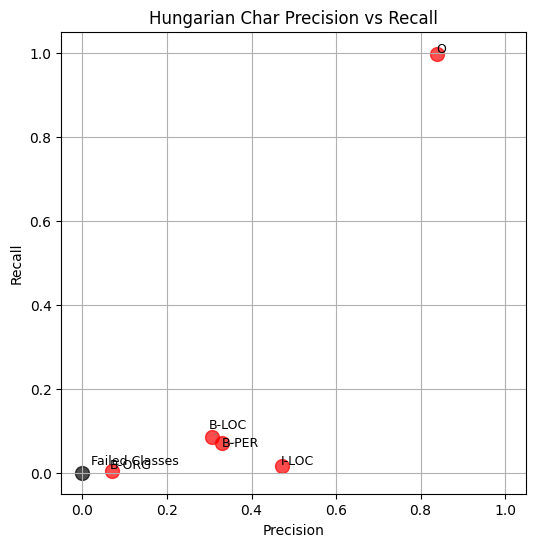 Hungarian Char Precision vs Recall
1.0
0.8
0.6
0.4
0.2
0.0
Recall
O
B-LOC
B-PER
I-LOC
Failed Classes
B-ORG
0.0 0.2 0.4 0.6 0.8 1.0
Precision